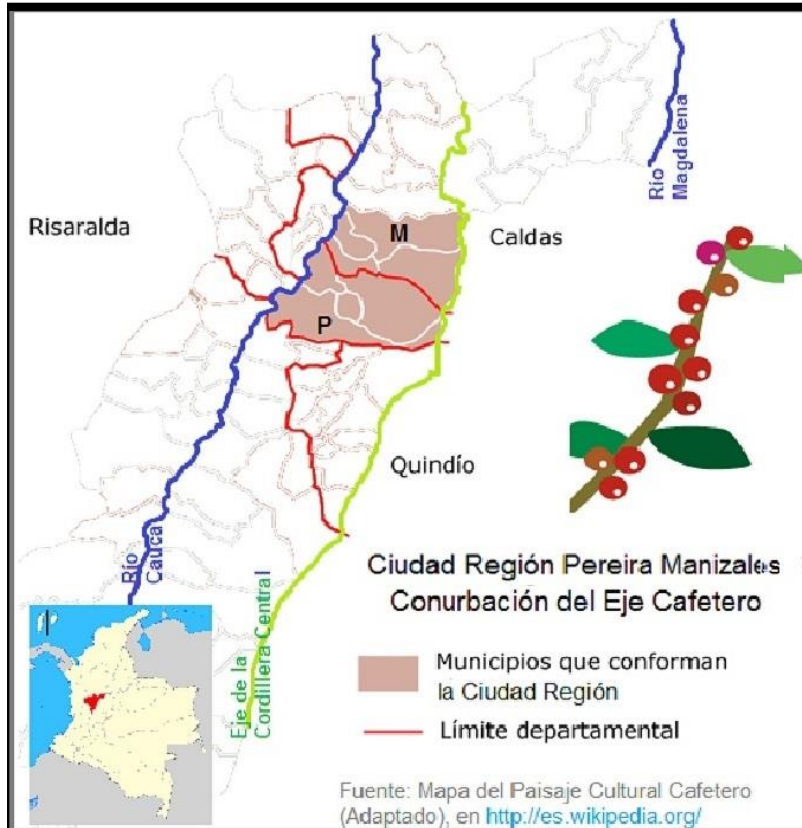 Río
Magdalena
Risaralda
M
Caldas
P
Quindío
Río
Cauca
Eje de la
Cordillera Central
Ciudad Región Pereira Manizales
Conurbación del Eje Cafetero
Municipios que conforman
la Ciudad Región
Límite departamental
Fuente: Mapa del Paisaje Cultural Cafetero
(Adaptado), en http://es.wikipedia.org/